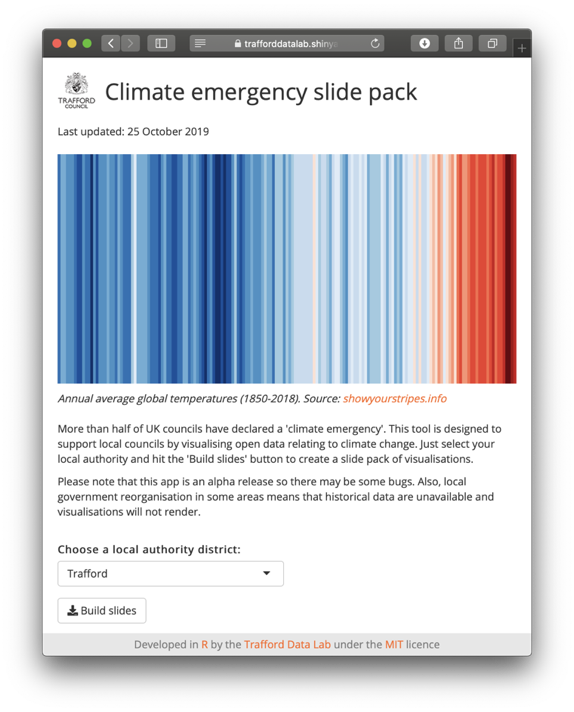 trafforddatalab.shiny
TRAFFORD
COUNCIL
Climate emergency slide pack
Last updated: 25 October 2019
Annual average global temperatures (1850-2018). Source: showyourstripes.info
More than half of UK councils have declared a 'climate emergency'. This tool is designed to
support local councils by visualising open data relating to climate change. Just select your
local authority and hit the 'Build slides' button to create a slide pack of visualisations.
Please note that this app is an alpha release so there may be some bugs. Also, local
government reorganisation in some areas means that historical data are unavailable and
visualisations will not render.
Choose a local authority district:
Trafford
Build slides
Developed in R by the Trafford Data Lab under the MIT licence